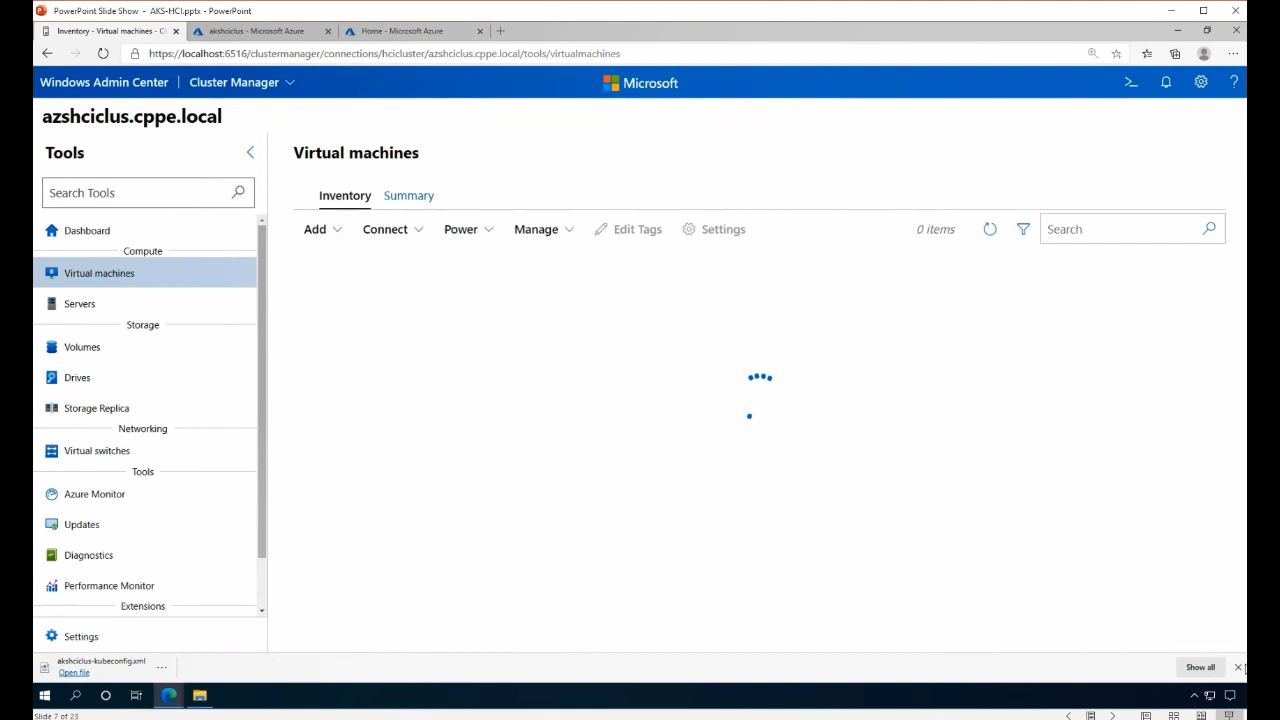 PowerPoint Slide Show - AKS-HCI.pptx - PowerPoint
Inventory - Virtual machines - Cl
akshciclus - Microsoft Azure
Home - Microsoft Azure
https://localhost:6516/clustermanager/connections/hcicluster/azshciclus.cppe.local/tools/virtualmachines
Windows Admin Center | Cluster Manager
Microsoft
azshciclus.cppe.local
Tools
Search Tools
Dashboard
Compute
Virtual machines
Servers
Storage
Volumes
Drives
Storage Replica
Networking
Virtual switches
Tools
Azure Monitor
Updates
Diagnostics
Performance Monitor
Extensions
Settings
Virtual machines
Inventory Summary
Add Connect Power Manage Edit Tags Settings 0 items Search
akshciclus-kubeconfig.xml
Open file
Show all
Slide 7 of 23